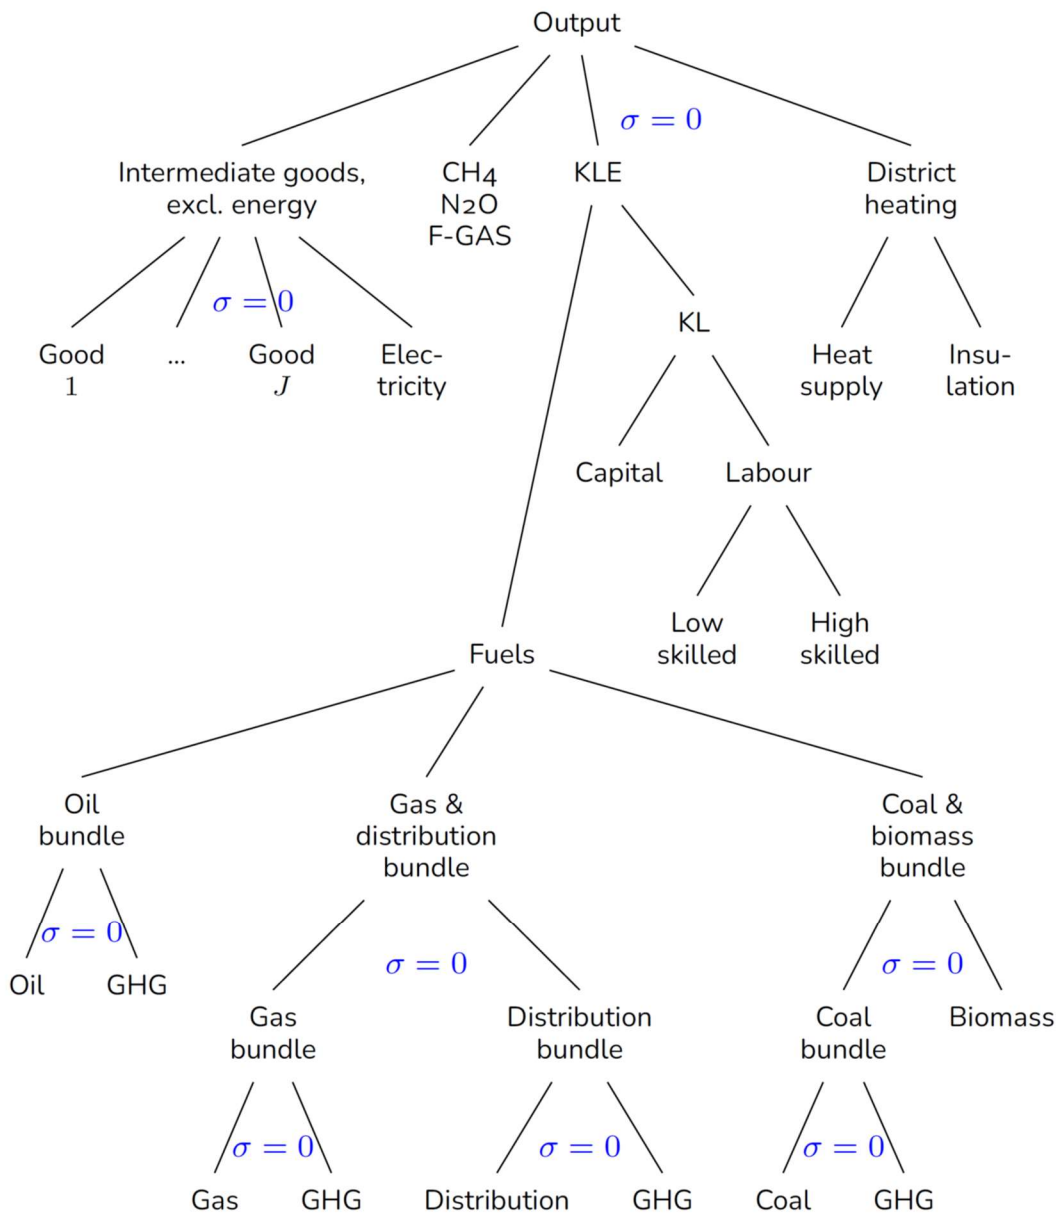 Output
σ = 0
Intermediate goods,
excl. energy
CH4
N2O
F-GAS
KLE
District
heating
σ = 0
KL
Good
1
...
Good
J
Elec-
tricity
Heat
supply
Insu-
lation
Capital
Labour
Low
skilled
High
skilled
Fuels
Oil
bundle
Gas &
distribution
bundle
Coal &
biomass
bundle
σ = 0
σ = 0
σ = 0
Oil
GHG
Gas
bundle
Distribution
bundle
Coal
bundle
Biomass
σ = 0
σ = 0
σ = 0
Gas
GHG
Distribution
GHG
Coal
GHG